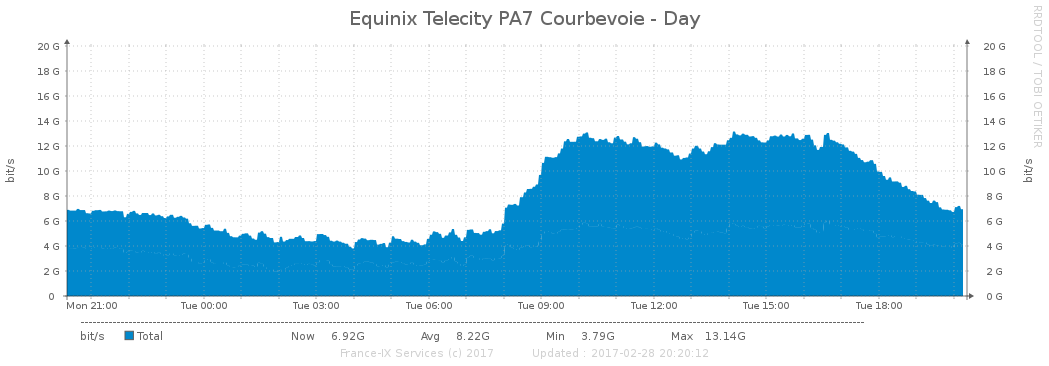 Equinix Telecity PA7 Courbevoie - Day
RRDTOOL / TOBI OETIKER
bit/s
bit/s
20 G 20 G
18 G 18 G
16 G 16 G
14 G 14 G
12 G 12 G
10 G 10 G
8 G 8 G
6 G 6 G
4 G 4 G
2 G 2 G
0 0 G
Mon 21:00 Tue 00:00 Tue 03:00 Tue 06:00 Tue 09:00 Tue 12:00 Tue 15:00 Tue 18:00
bit/s Total Now 6.92G Avg 8.22G Min 3.79G Max 13.14G
France-IX Services (c) 2017 Updated : 2017-02-28 20:20:12